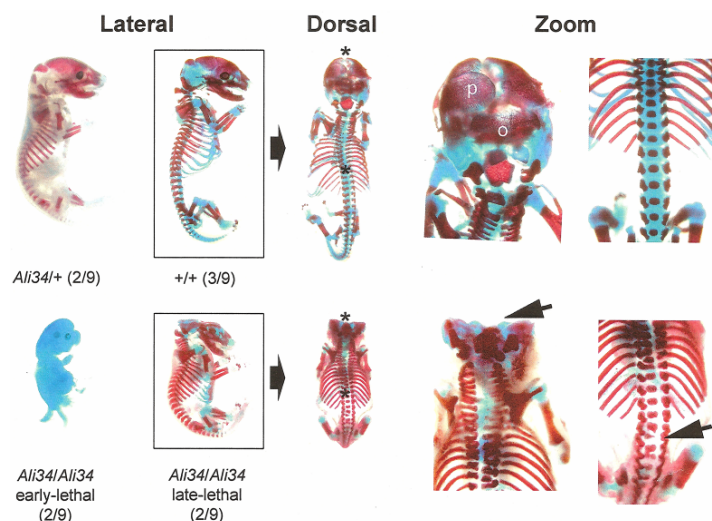 Lateral Dorsal Zoom
*
p
o
*
Ali34/+ (2/9) +/+ (3/9)
*
*
Ali34/Ali34 Ali34/Ali34
early-lethal late-lethal
(2/9) (2/9)